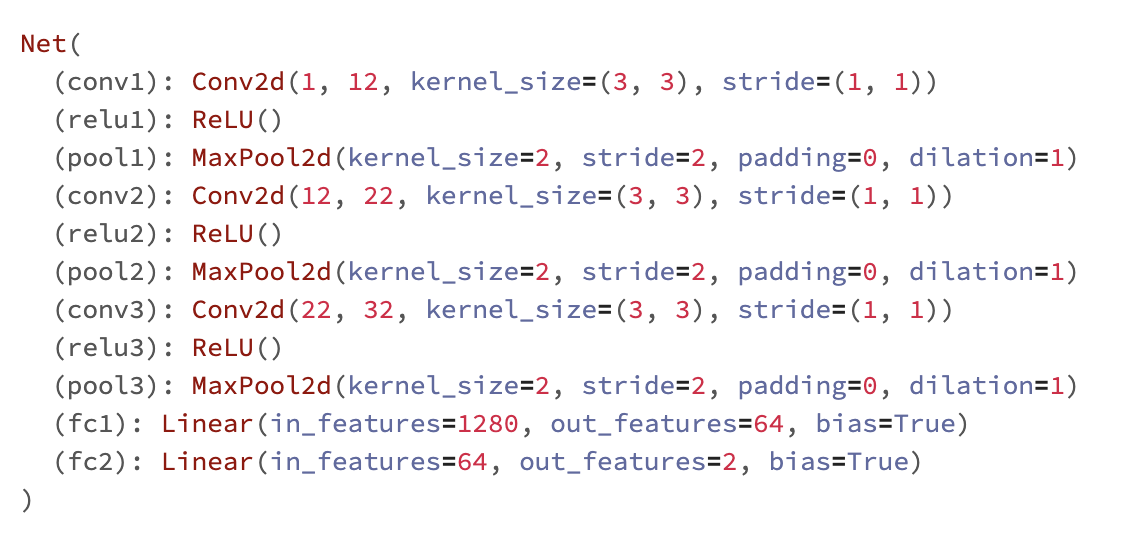 Net(
  (conv1): Conv2d(1, 12, kernel_size=(3, 3), stride=(1, 1))
  (relu1): ReLU()
  (pool1): MaxPool2d(kernel_size=2, stride=2, padding=0, dilation=1)
  (conv2): Conv2d(12, 22, kernel_size=(3, 3), stride=(1, 1))
  (relu2): ReLU()
  (pool2): MaxPool2d(kernel_size=2, stride=2, padding=0, dilation=1)
  (conv3): Conv2d(22, 32, kernel_size=(3, 3), stride=(1, 1))
  (relu3): ReLU()
  (pool3): MaxPool2d(kernel_size=2, stride=2, padding=0, dilation=1)
  (fc1): Linear(in_features=1280, out_features=64, bias=True)
  (fc2): Linear(in_features=64, out_features=2, bias=True)
)